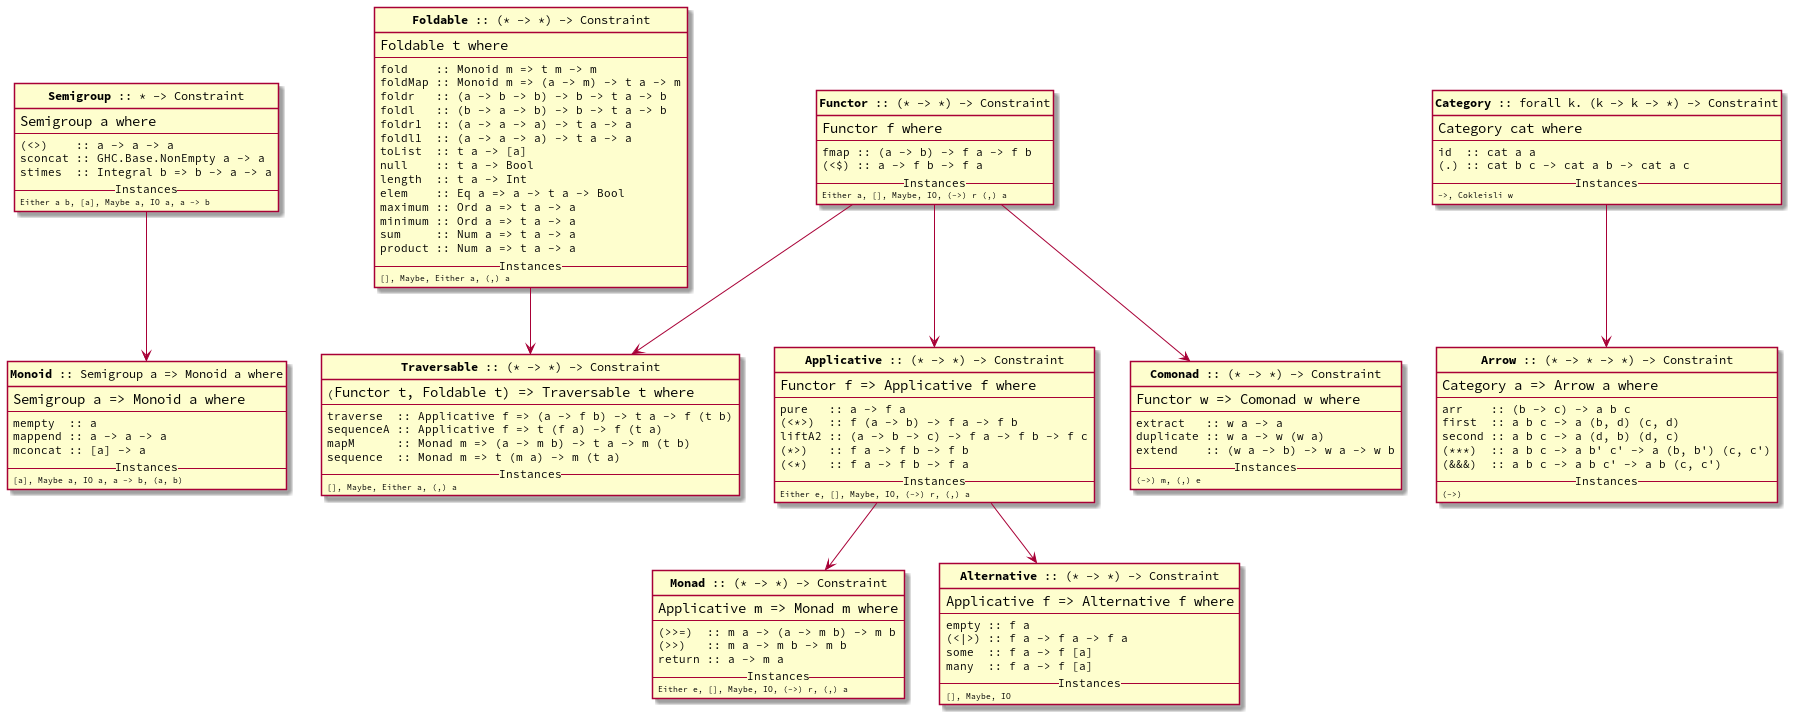 Foldable :: (* -> *) -> Constraint
Foldable t where
fold    :: Monoid m => t m -> m
foldMap :: Monoid m => (a -> m) -> t a -> m
foldr   :: (a -> b -> b) -> b -> t a -> b
foldl   :: (b -> a -> b) -> b -> t a -> b
foldr1  :: (a -> a -> a) -> t a -> a
foldl1  :: (a -> a -> a) -> t a -> a
toList  :: t a -> [a]
null    :: t a -> Bool
length  :: t a -> Int
elem    :: Eq a => a -> t a -> Bool
maximum :: Ord a => t a -> a
minimum :: Ord a => t a -> a
sum     :: Num a => t a -> a
product :: Num a => t a -> a
Instances
[], Maybe, Either a, (,) a
Semigroup :: * -> Constraint
Semigroup a where
(<>)    :: a -> a -> a
sconcat :: GHC.Base.NonEmpty a -> a
stimes  :: Integral b => b -> a -> a
Instances
Either a b, [a], Maybe a, IO a, a -> b
Functor :: (* -> *) -> Constraint
Functor f where
fmap :: (a -> b) -> f a -> f b
(<$) :: a -> f b -> f a
Instances
Either a, [], Maybe, IO, (->) r (,) a
Category :: forall k. (k -> k -> *) -> Constraint
Category cat where
id  :: cat a a
(.) :: cat b c -> cat a b -> cat a c
Instances
->, Cokleisli w
Monoid :: Semigroup a => Monoid a where
Semigroup a => Monoid a where
mempty  :: a
mappend :: a -> a -> a
mconcat :: [a] -> a
Instances
[a], Maybe a, IO a, a -> b, (a, b)
Traversable :: (* -> *) -> Constraint
(Functor t, Foldable t) => Traversable t where
traverse  :: Applicative f => (a -> f b) -> t a -> f (t b)
sequenceA :: Applicative f => t (f a) -> f (t a)
mapM      :: Monad m => (a -> m b) -> t a -> m (t b)
sequence  :: Monad m => t (m a) -> m (t a)
Instances
[], Maybe, Either a, (,) a
Applicative :: (* -> *) -> Constraint
Functor f => Applicative f where
pure   :: a -> f a
(<*>)  :: f (a -> b) -> f a -> f b
liftA2 :: (a -> b -> c) -> f a -> f b -> f c
(*>)   :: f a -> f b -> f b
(<*)   :: f a -> f b -> f a
Instances
Either e, [], Maybe, IO, (->) r, (,) a
Comonad :: (* -> *) -> Constraint
Functor w => Comonad w where
extract   :: w a -> a
duplicate :: w a -> w (w a)
extend    :: (w a -> b) -> w a -> w b
Instances
(->) m, (,) e
Arrow :: (* -> * -> *) -> Constraint
Category a => Arrow a where
arr    :: (b -> c) -> a b c
first  :: a b c -> a (b, d) (c, d)
second :: a b c -> a (d, b) (d, c)
(***)  :: a b c -> a b' c' -> a (b, b') (c, c')
(&&&)  :: a b c -> a b c' -> a b (c, c')
Instances
(->)
Monad :: (* -> *) -> Constraint
Applicative m => Monad m where
(>>=)  :: m a -> (a -> m b) -> m b
(>>)   :: m a -> m b -> m b
return :: a -> m a
Instances
Either e, [], Maybe, IO, (->) r, (,) a
Alternative :: (* -> *) -> Constraint
Applicative f => Alternative f where
empty :: f a
(<|>) :: f a -> f a -> f a
some  :: f a -> f [a]
many  :: f a -> f [a]
Instances
[], Maybe, IO